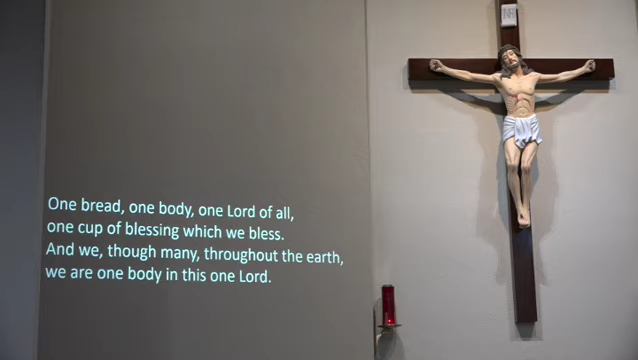 One bread, one body, one Lord of all,
one cup of blessing which we bless.
And we, though many, throughout the earth,
we are one body in this one Lord.